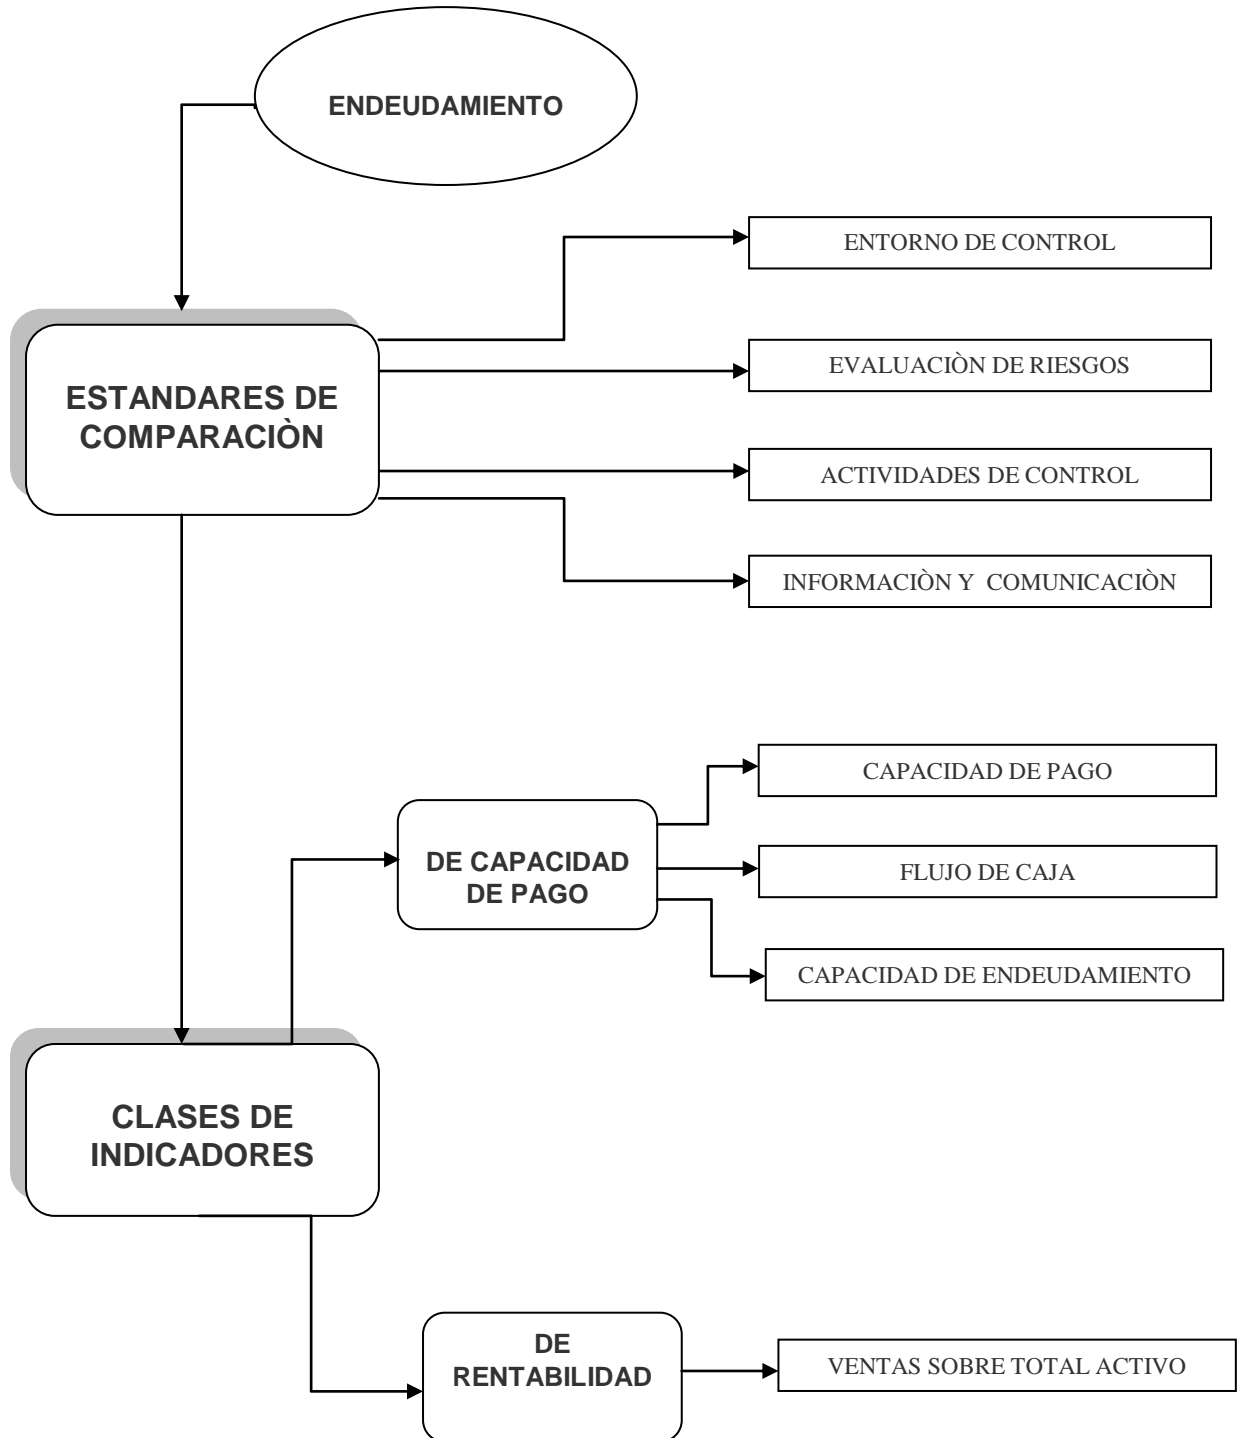 ENDEUDAMIENTO
ENTORNO DE CONTROL
EVALUACIÒN DE RIESGOS
ESTANDARES DE
COMPARACIÒN
ACTIVIDADES DE CONTROL
INFORMACIÒN Y  COMUNICACIÒN
CAPACIDAD DE PAGO
DE CAPACIDAD
DE PAGO
FLUJO DE CAJA
CAPACIDAD DE ENDEUDAMIENTO
CLASES DE
INDICADORES
DE
RENTABILIDAD
VENTAS SOBRE TOTAL ACTIVO